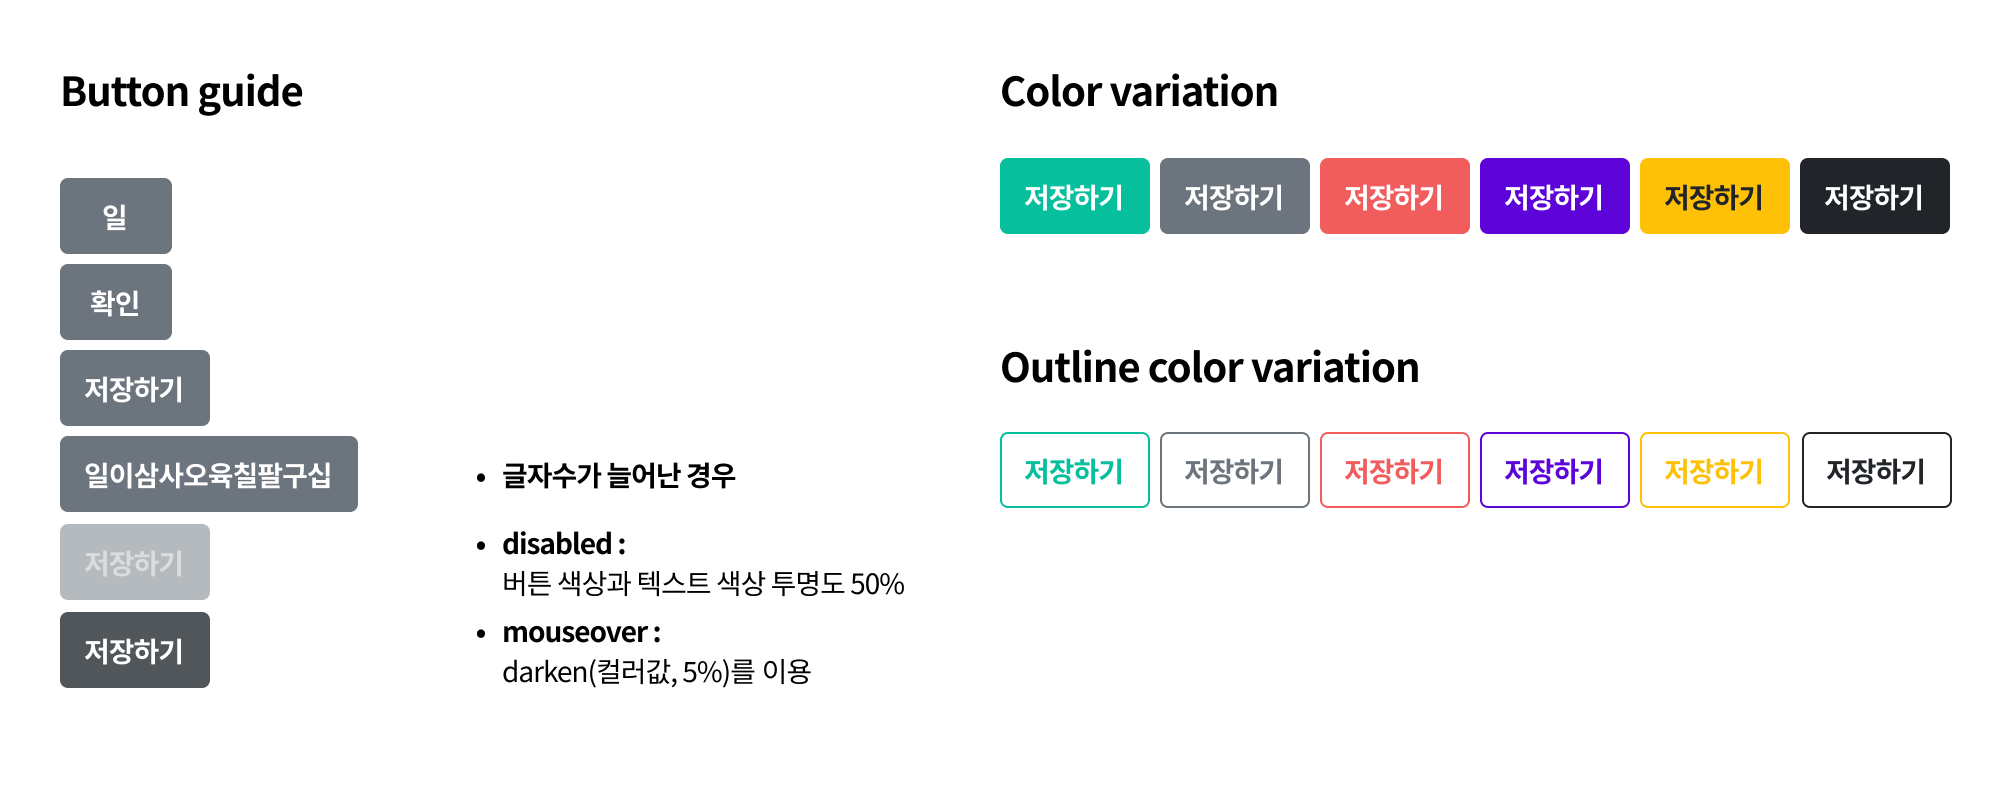 Button guide
일
확인
저장하기
일이삼사오육칠팔구십
저장하기
저장하기
• 글자수가 늘어난 경우
• disabled :
버튼 색상과 텍스트 색상 투명도 50%
• mouseover :
darken(컬러값, 5%)를 이용
Color variation
저장하기 저장하기 저장하기 저장하기 저장하기 저장하기
Outline color variation
저장하기 저장하기 저장하기 저장하기 저장하기 저장하기